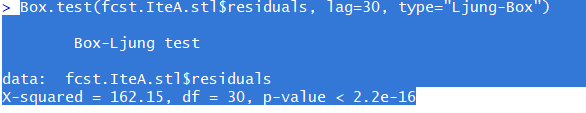 > Box.test(fcst.IteA.stl$residuals, lag=30, type="Ljung-Box")
Box-Ljung test
data:  fcst.IteA.stl$residuals
X-squared = 162.15, df = 30, p-value < 2.2e-16